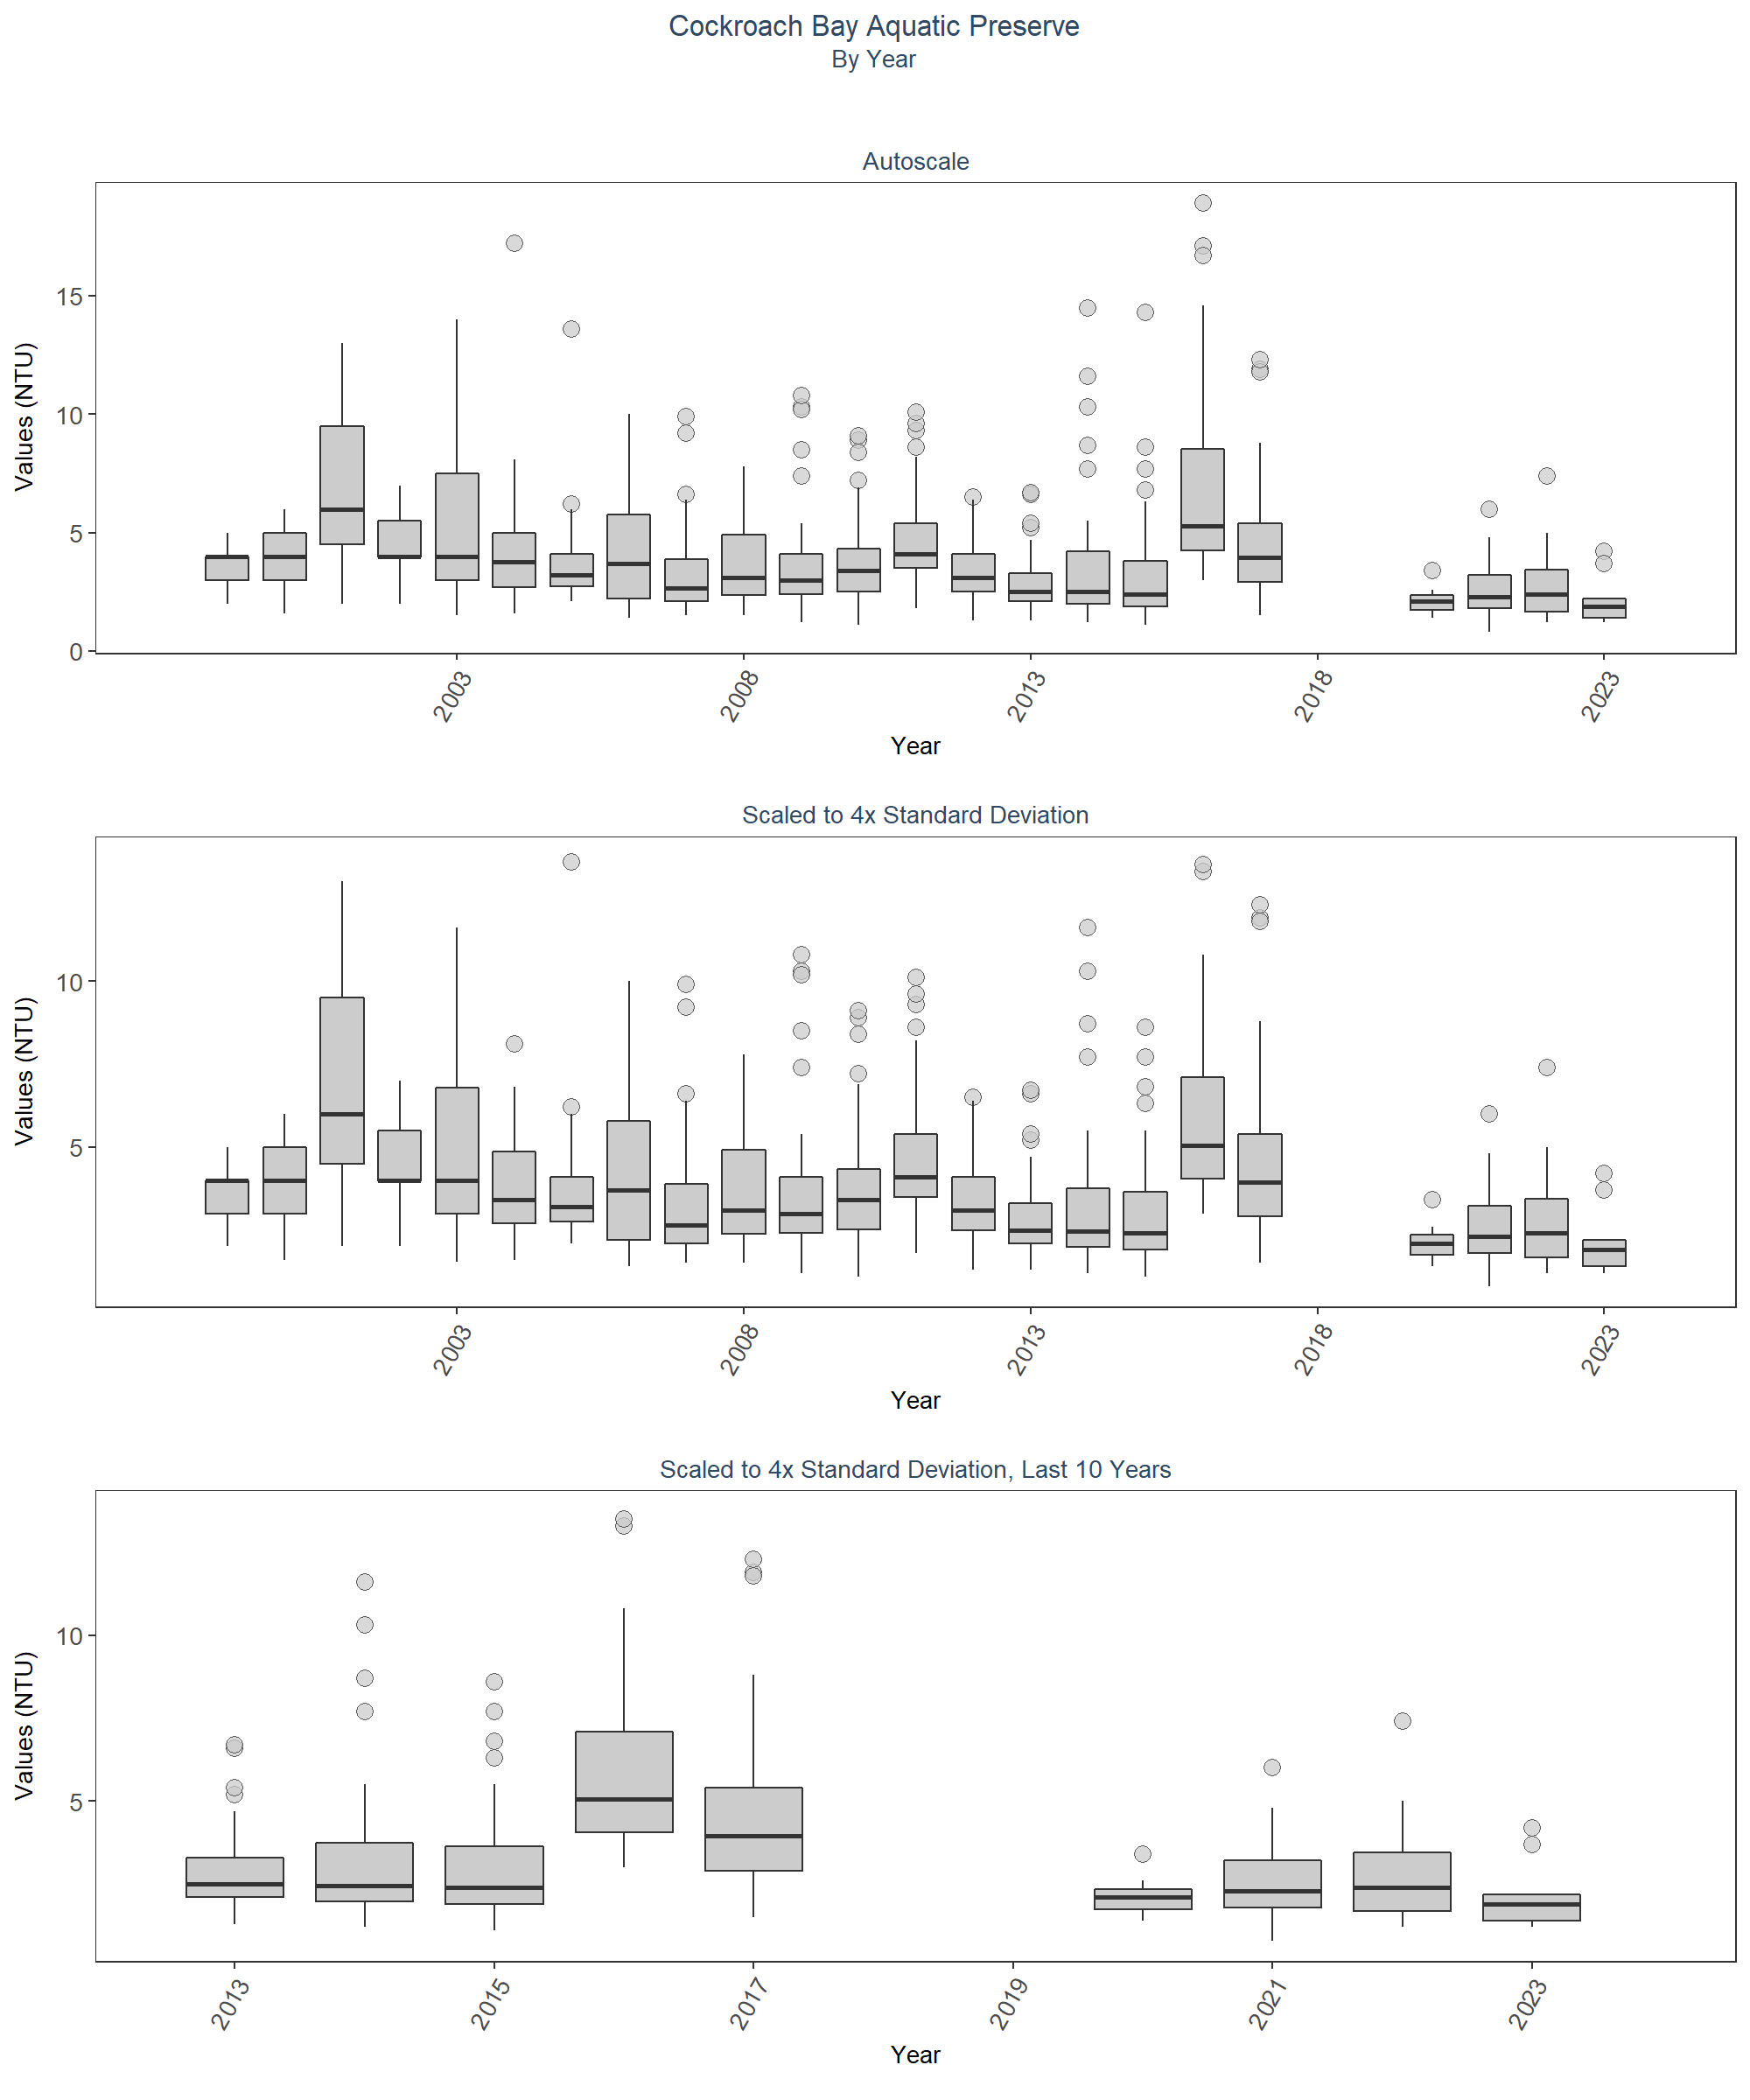 Cockroach Bay Aquatic Preserve
By Year
Autoscale
Values (NTU)
15
10
5
0
2003 2008 2013 2018 2023
Year
Scaled to 4x Standard Deviation
Values (NTU)
10
5
2003 2008 2013 2018 2023
Year
Scaled to 4x Standard Deviation, Last 10 Years
Values (NTU)
10
5
2013 2015 2017 2019 2021 2023
Year